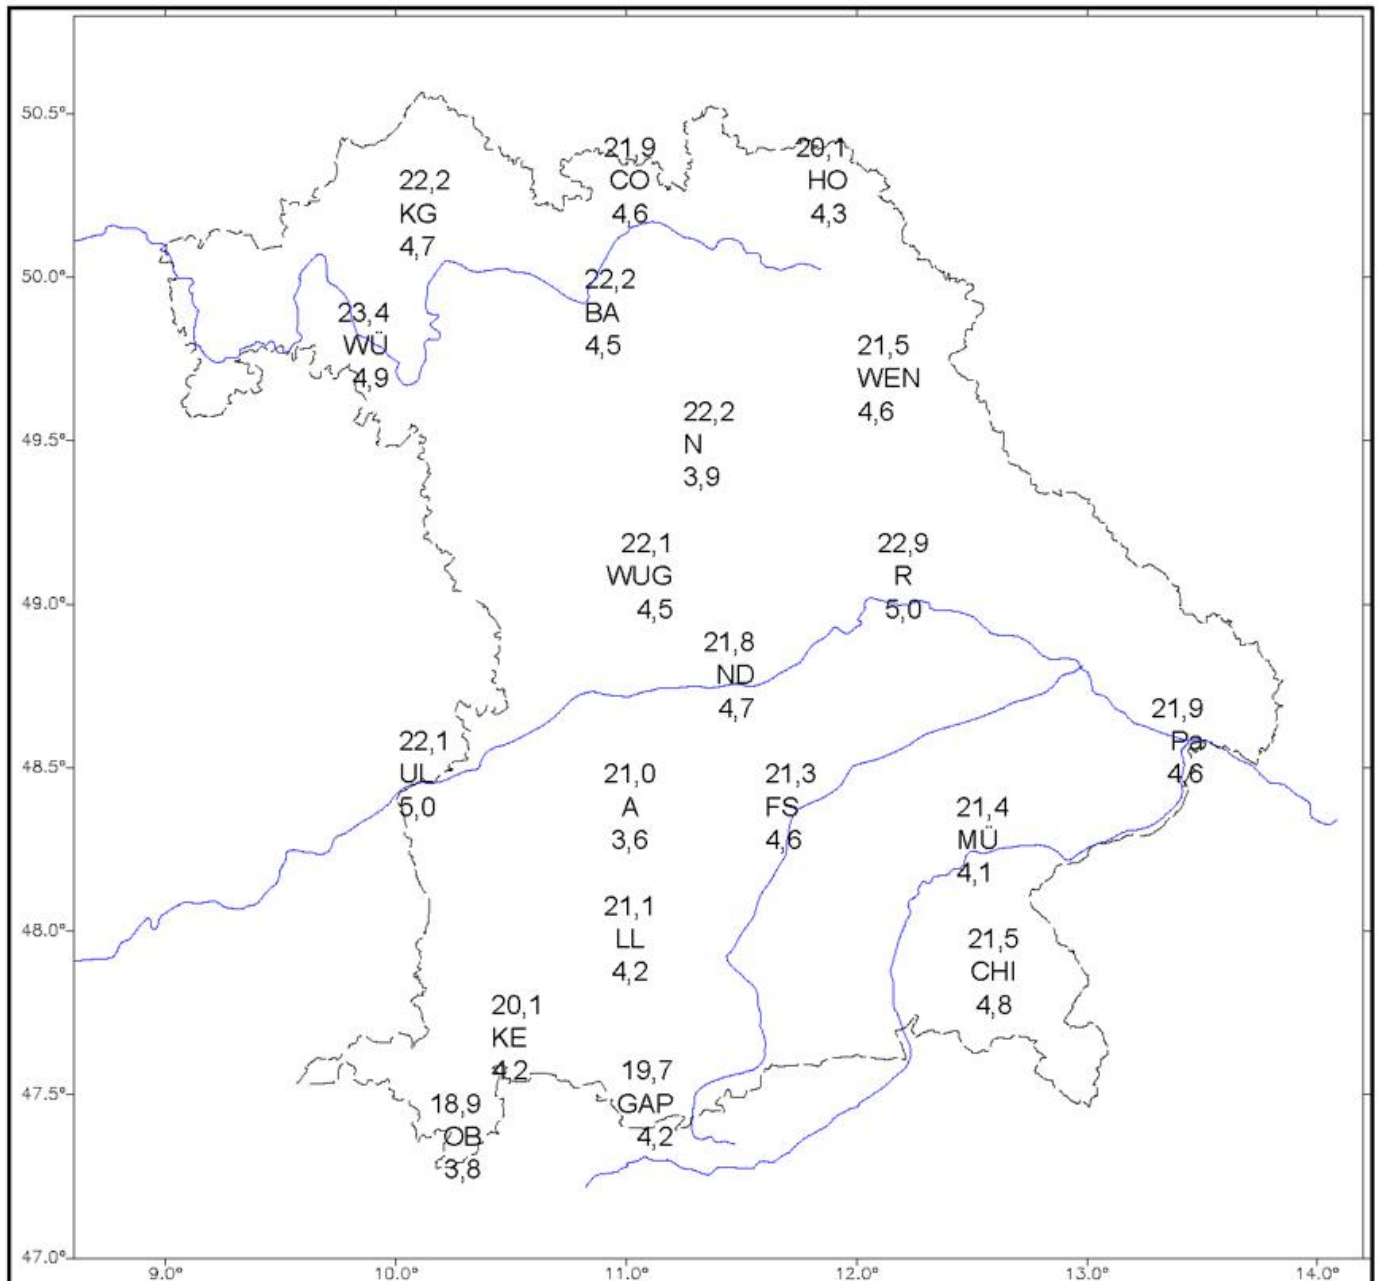 50.5°
21,9
20,1
CO
HO
22,2
4,6
4,3
KG
4,7
50.0°
22,2
23,4
BA
WÜ
4,5
21,5
4,9
WEN
22,2
4,6
49.5°
N
3,9
22,1
22,9
WUG
R
49.0°
4,5
5,0
21,8
ND
4,7
21,9
22,1
Pa
48.5°
UL
21,0
21,3
4,6
5,0
A
FS
21,4
3,6
4,6
MÜ
4,1
21,1
48.0°
LL
21,5
4,2
CHI
20,1
4,8
KE
4,2
19,7
47.5°
18,9
GAP
OB
4,2
3,8
47.0°
9.0° 10.0° 11.0° 12.0° 13.0° 14.0°